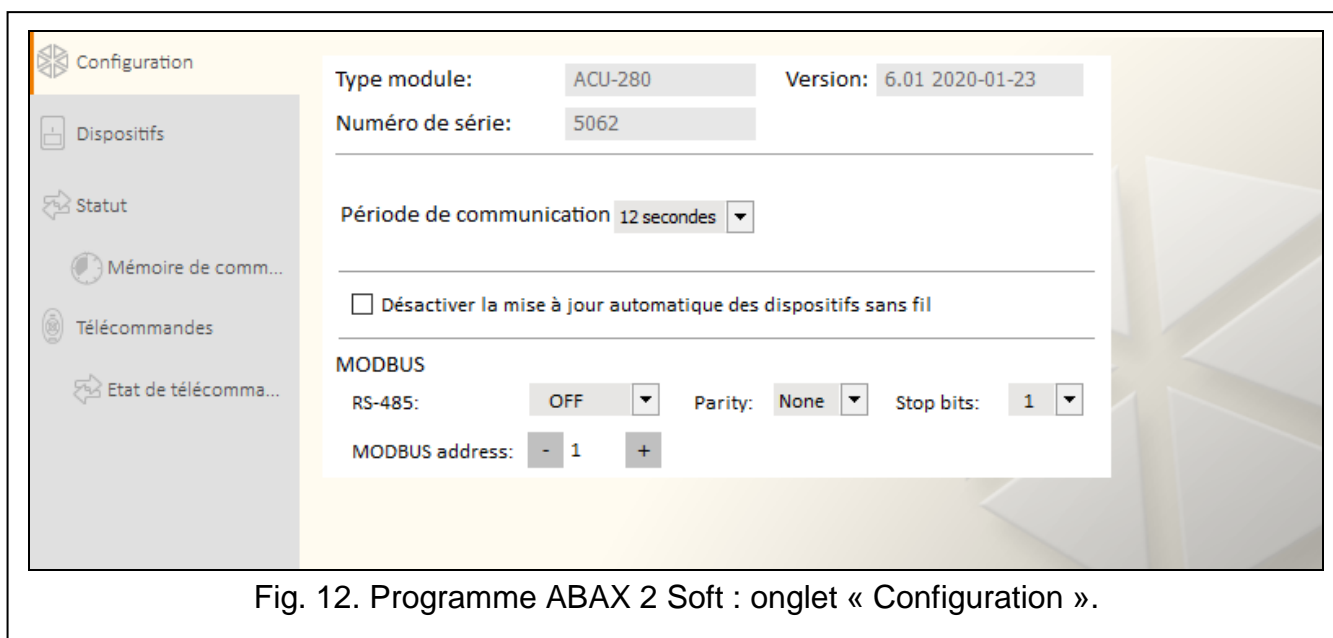 Configuration
Dispositifs
Statut
Mémoire de comm...
Télécommandes
Etat de télécomma...
Type module: ACU-280 Version: 6.01 2020-01-23
Numéro de série: 5062
Période de communication 12 secondes
Désactiver la mise à jour automatique des dispositifs sans fil
MODBUS
RS-485: OFF Parity: None Stop bits: 1
MODBUS address: - 1 +
Fig. 12. Programme ABAX 2 Soft : onglet « Configuration ».